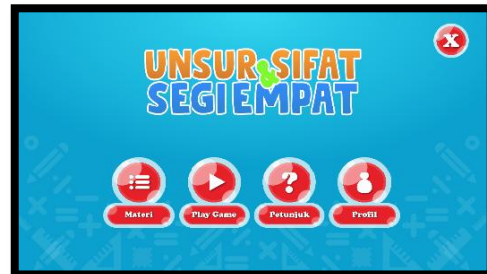 UNSUR & SIFAT
SEGI EMPAT
X
Materi
Play Game
Petunjuk
Profil